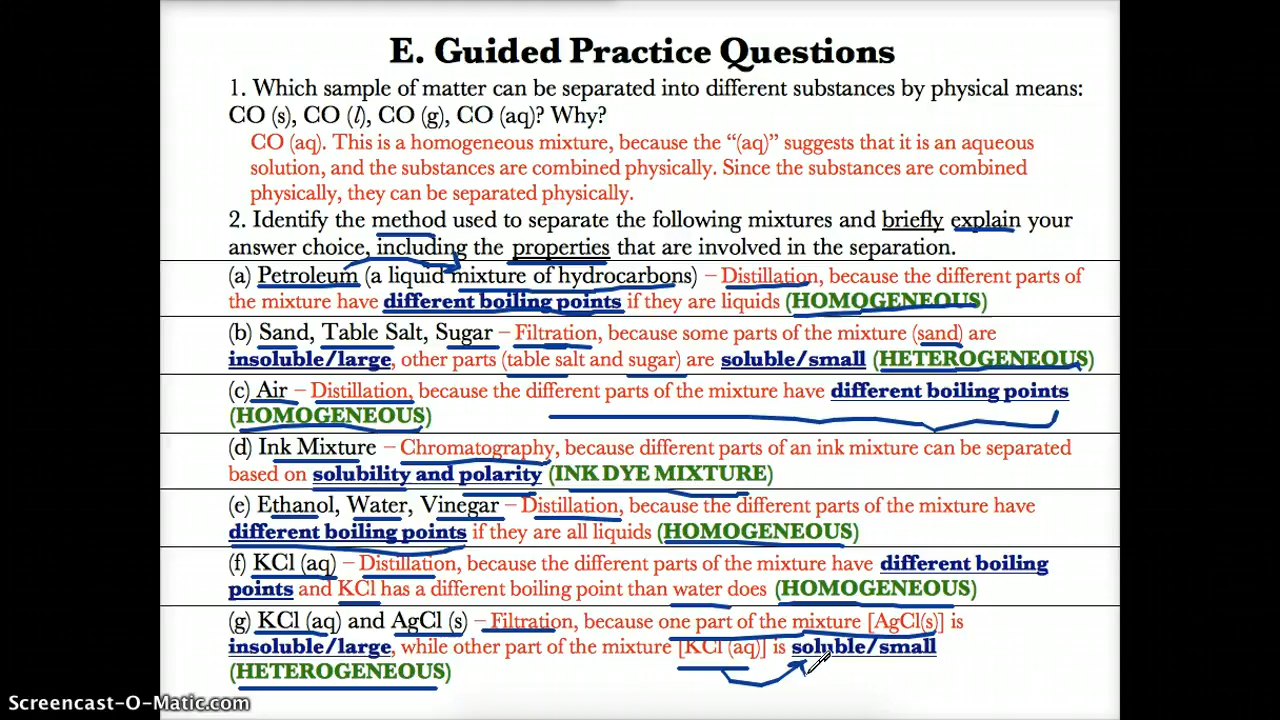 E. Guided Practice Questions
1. Which sample of matter can be separated into different substances by physical means:
CO (s), CO (l), CO (g), CO (aq)? Why?
CO (aq). This is a homogeneous mixture, because the “(aq)” suggests that it is an aqueous
solution, and the substances are combined physically. Since the substances are combined
physically, they can be separated physically.
2. Identify the method used to separate the following mixtures and briefly explain your
answer choice, including the properties that are involved in the separation.
(a) Petroleum (a liquid mixture of hydrocarbons) – Distillation, because the different parts of
the mixture have different boiling points if they are liquids (HOMOGENEOUS)
(b) Sand, Table Salt, Sugar – Filtration, because some parts of the mixture (sand) are
insoluble/large, other parts (table salt and sugar) are soluble/small (HETEROGENEOUS)
(c) Air – Distillation, because the different parts of the mixture have different boiling points
(HOMOGENEOUS)
(d) Ink Mixture – Chromatography, because different parts of an ink mixture can be separated
based on solubility and polarity (INK DYE MIXTURE)
(e) Ethanol, Water, Vinegar – Distillation, because the different parts of the mixture have
different boiling points if they are all liquids (HOMOGENEOUS)
(f) KCl (aq) – Distillation, because the different parts of the mixture have different boiling
points and KCl has a different boiling point than water does (HOMOGENEOUS)
(g) KCl (aq) and AgCl (s) – Filtration, because one part of the mixture [AgCl(s)] is
insoluble/large, while other part of the mixture [KCl (aq)] is soluble/small
(HETEROGENEOUS)
Screencast-O-Matic.com